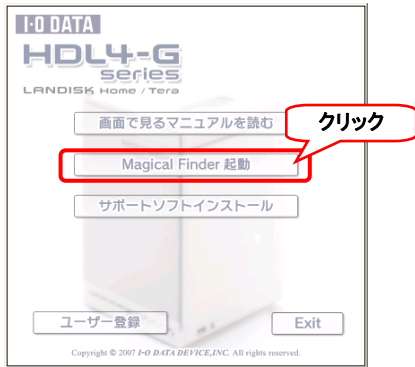 I-O DATA
HDL4-G
Series
LANDISK Home / Tera
画面で見るマニュアルを読む
クリック
Magical Finder 起動
サポートソフトインストール
ユーザー登録
Exit
Copyright © 2007 I-O DATA DEVICE,INC. All rights reserved.